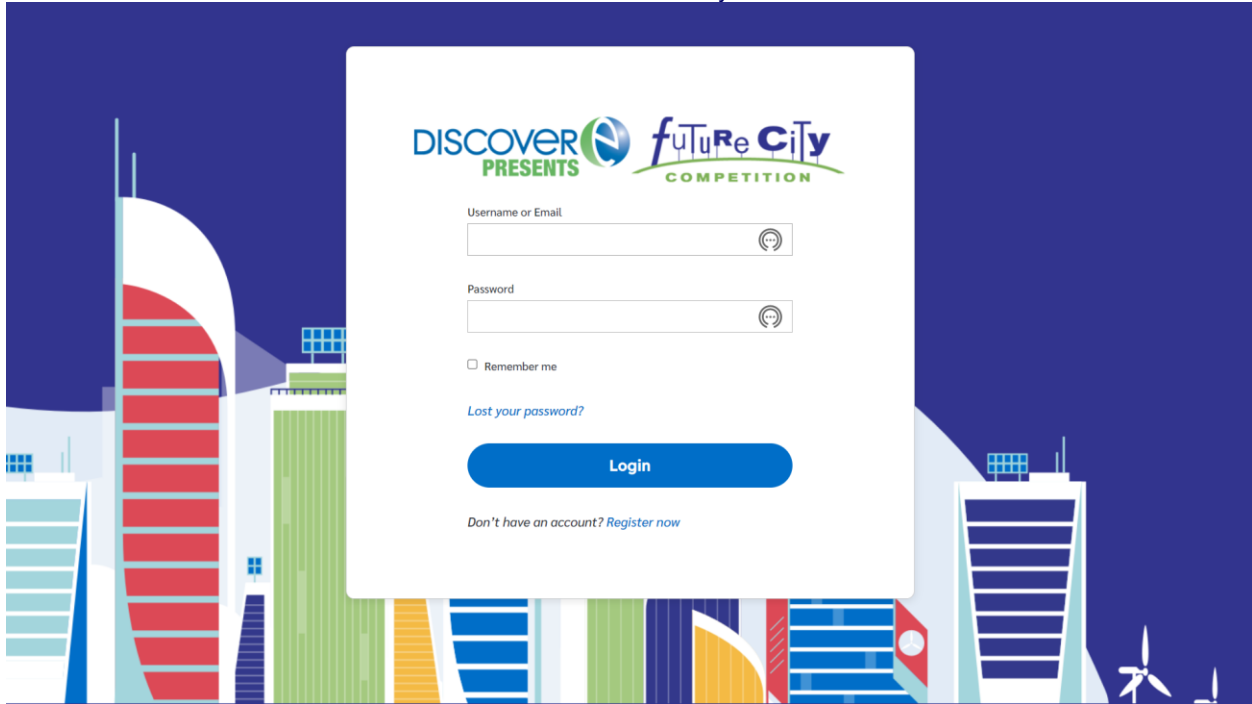 DISCOVER e
PRESENTS
FuTuRe CiTy
COMPETITION
Username or Email
Password
Remember me
Lost your password?
Login
Don't have an account? Register now